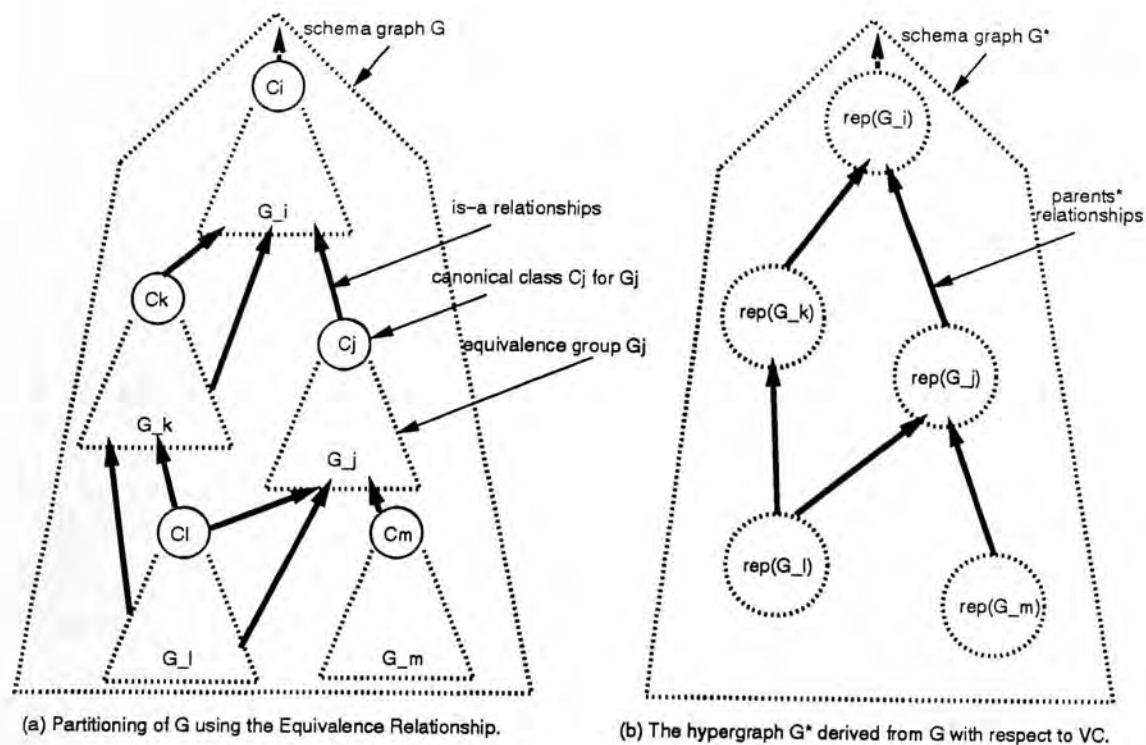 schema graph G
Ci
G_i
is-a relationships
canonical class Cj for Gj
Ck
Cj
equivalence group Gj
G_k
G_j
Cl
Cm
G_l
G_m
(a) Partitioning of G using the Equivalence Relationship.
schema graph G*
rep(G_i)
parents*
relationships
rep(G_k)
rep(G_j)
rep(G_l)
rep(G_m)
(b) The hypergraph G* derived from G with respect to VC.